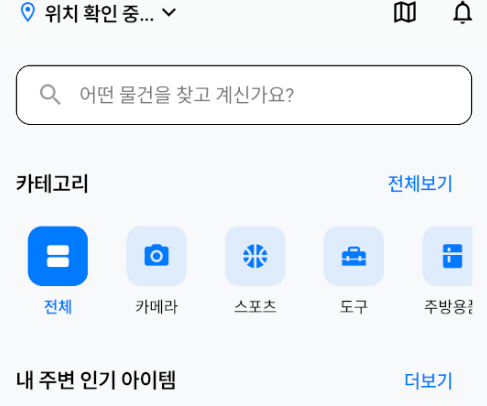 위치 확인 중...
어떤 물건을 찾고 계신가요?
카테고리 전체보기
전체 카메라 스포츠 도구 주방용품
내 주변 인기 아이템 더보기